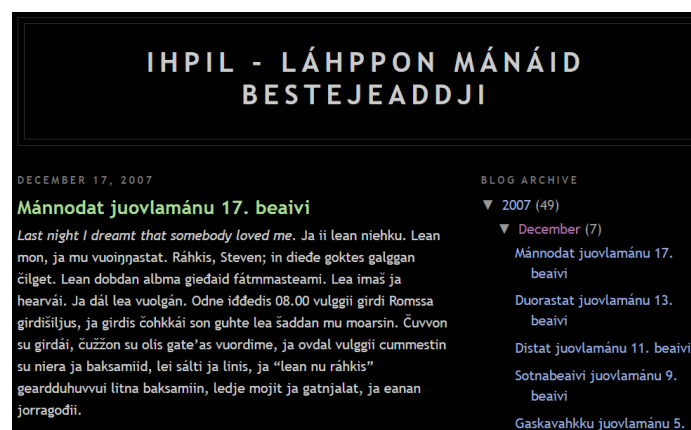 IHPIL - LÁHPPON MÁNÁID
BESTEJEADDJI
DECEMBER 17, 2007
Mánnodat juovlamánu 17. beaivi
Last night I dreamt that somebody loved me. Ja ii lean niehku. Lean
mon, ja mu vuoiŋŋastat. Ráhkis, Steven; in dieđe goktes galggan
čilget. Lean dobdan albma gieđaid fátmmasteami. Lea imaš ja
hearvái. Ja dál lea vuolgán. Odne iđđedis 08.00 vulggii girdi Romssa
girdišiljus, ja girdis čohkkái son guhte lea šaddan mu moarsin. Čuvvon
su girdái, čužžon su olis gate’as vuordime, ja ovdal vulggii cummestin
su niera ja baksamiid, lei sálti ja linis, ja “lean nu ráhkis”
geardduhuvvui litna baksamiin, ledje mojit ja gatnjalat, ja eanan
jorragođii.
BLOG ARCHIVE
▼ 2007 (49)
▼ December (7)
Mánnodat juovlamánu 17.
beaivi
Duorastat juovlamánu 13.
beaivi
Distat juovlamánu 11. beaivi
Sotnabeaivi juovlamánu 9.
beaivi
Gaskavahkku juovlamánu 5.